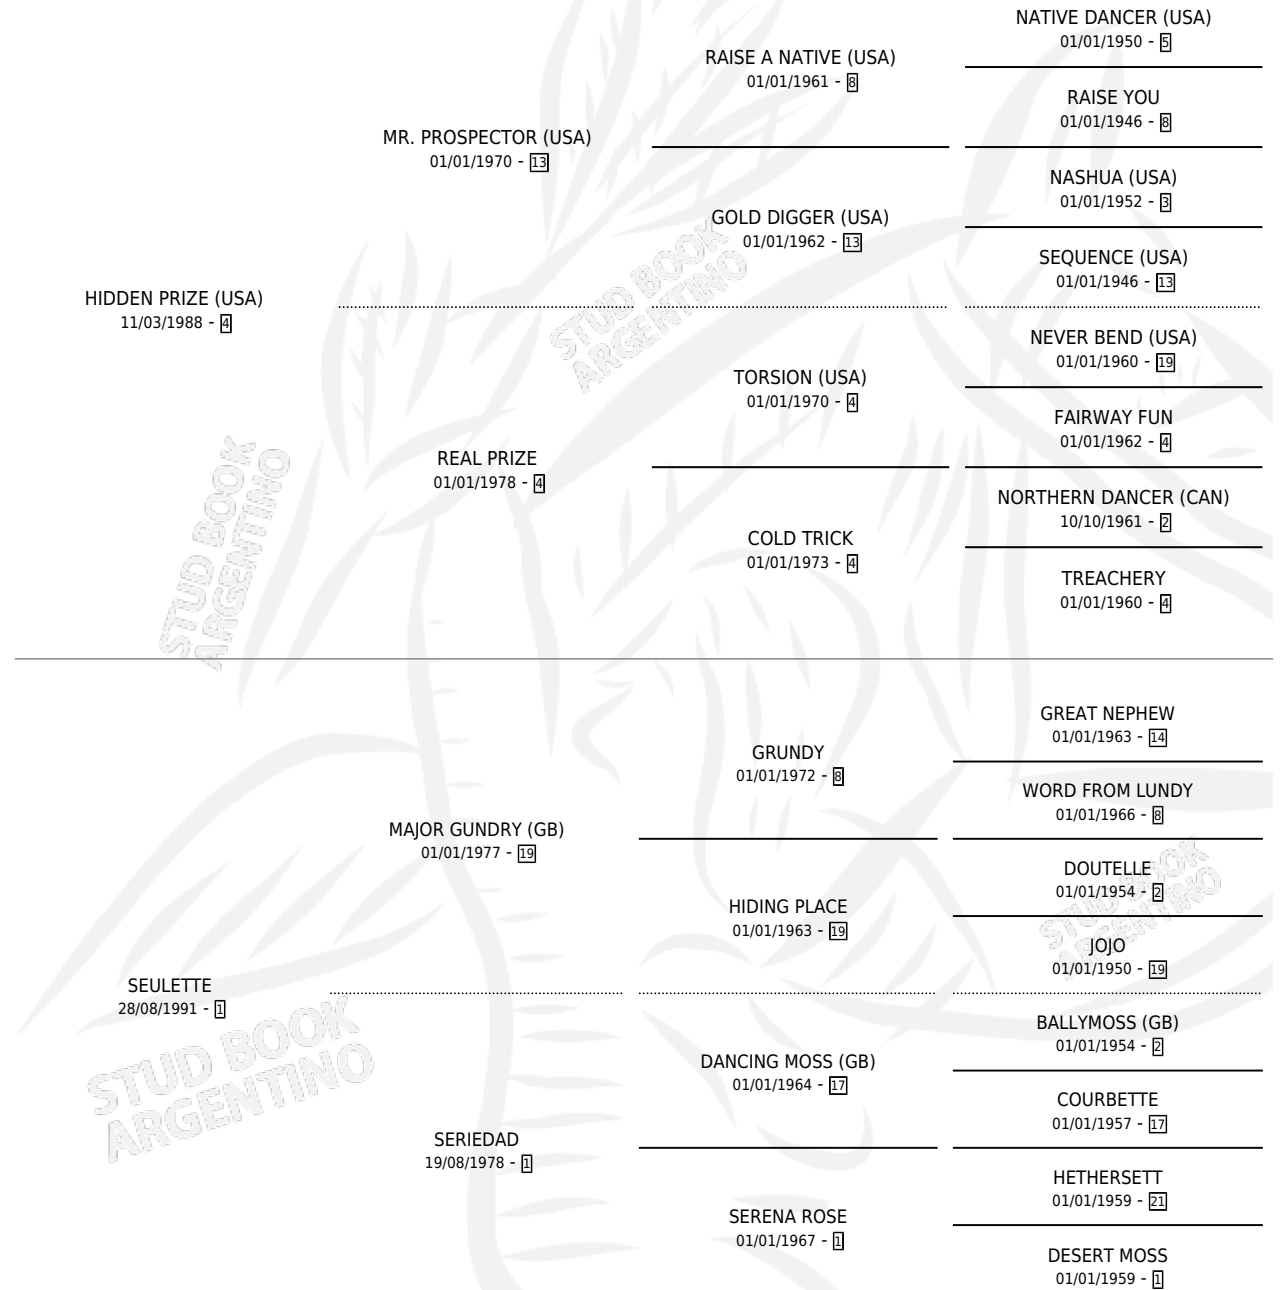 NATIVE DANCER (USA)
01/01/1950 - 5
RAISE A NATIVE (USA)
01/01/1961 - 8
RAISE YOU
01/01/1946 - 8
MR. PROSPECTOR (USA)
01/01/1970 - 13
NASHUA (USA)
01/01/1952 - 3
GOLD DIGGER (USA)
01/01/1962 - 13
SEQUENCE (USA)
01/01/1946 - 13
HIDDEN PRIZE (USA)
11/03/1988 - 4
NEVER BEND (USA)
01/01/1960 - 19
TORSION (USA)
01/01/1970 - 4
FAIRWAY FUN
01/01/1962 - 4
REAL PRIZE
01/01/1978 - 4
NORTHERN DANCER (CAN)
10/10/1961 - 2
COLD TRICK
01/01/1973 - 4
TREACHERY
01/01/1960 - 4
GREAT NEPHEW
01/01/1963 - 14
GRUNDY
01/01/1972 - 8
WORD FROM LUNDY
01/01/1966 - 8
MAJOR GUNDRY (GB)
01/01/1977 - 19
DOUTELLE
01/01/1954 - 2
HIDING PLACE
01/01/1963 - 19
JOJO
01/01/1950 - 19
SEULETTE
28/08/1991 - 1
BALLYMOSS (GB)
01/01/1954 - 2
DANCING MOSS (GB)
01/01/1964 - 17
COURBETTE
01/01/1957 - 17
SERIEDAD
19/08/1978 - 1
HETHERSETT
01/01/1959 - 21
SERENA ROSE
01/01/1967 - 1
DESERT MOSS
01/01/1959 - 1
STUD BOOK
ARGENTINO
STUD BOOK
ARGENTINO
STUD BOOK
ARGENTINO
STUD BOOK
ARGENTINO